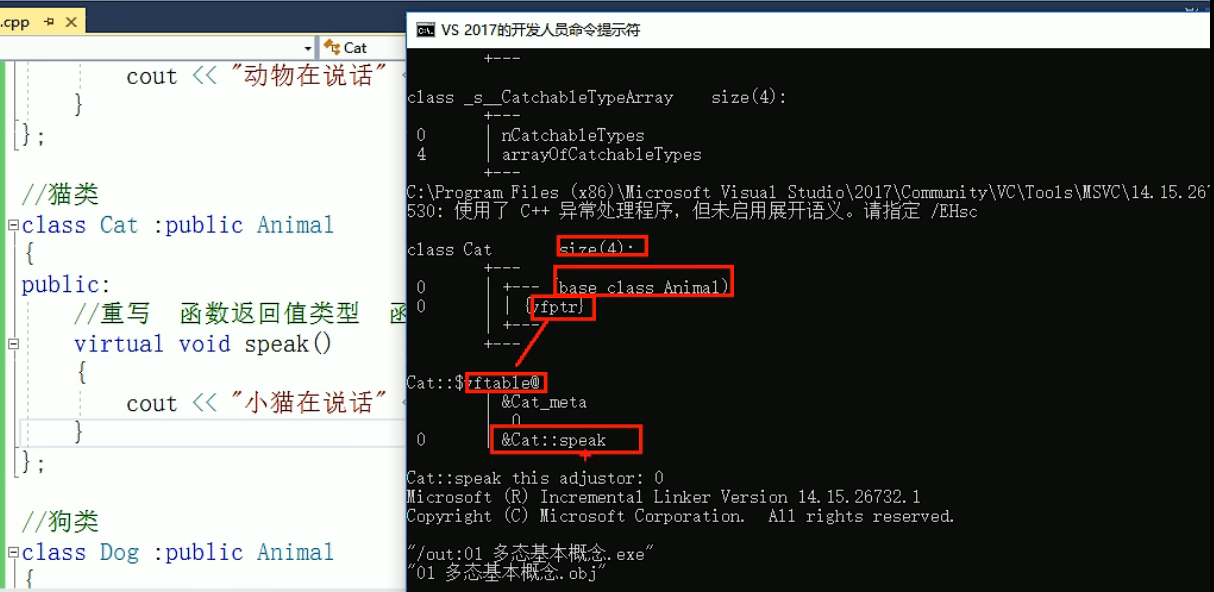 .cpp
Cat
cout << "动物在说话" <
}
};
//猫类
class Cat :public Animal
{
public:
//重写 函数返回值类型 函
virtual void speak()
{
cout << "小猫在说话" <
}
};
//狗类
class Dog :public Animal
{
VS 2017的开发人员命令提示符
+---
class _s__CatchableTypeArray size(4):
+---
0 | nCatchableTypes
4 | arrayOfCatchableTypes
+---
C:\Program Files (x86)\Microsoft Visual Studio\2017\Community\VC\Tools\MSVC\14.15.267
530: 使用了 C++ 异常处理程序，但未启用展开语义。请指定 /EHsc
class Cat size(4):
+---
0 | +--- (base class Animal)
0 | | {vfptr}
| +---
+---
Cat::$vftable@
| &Cat_meta
| 0
0 | &Cat::speak
Cat::speak this adjustor: 0
Microsoft (R) Incremental Linker Version 14.15.26732.1
Copyright (C) Microsoft Corporation. All rights reserved.
"/out:01 多态基本概念.exe"
"01 多态基本概念.obj"